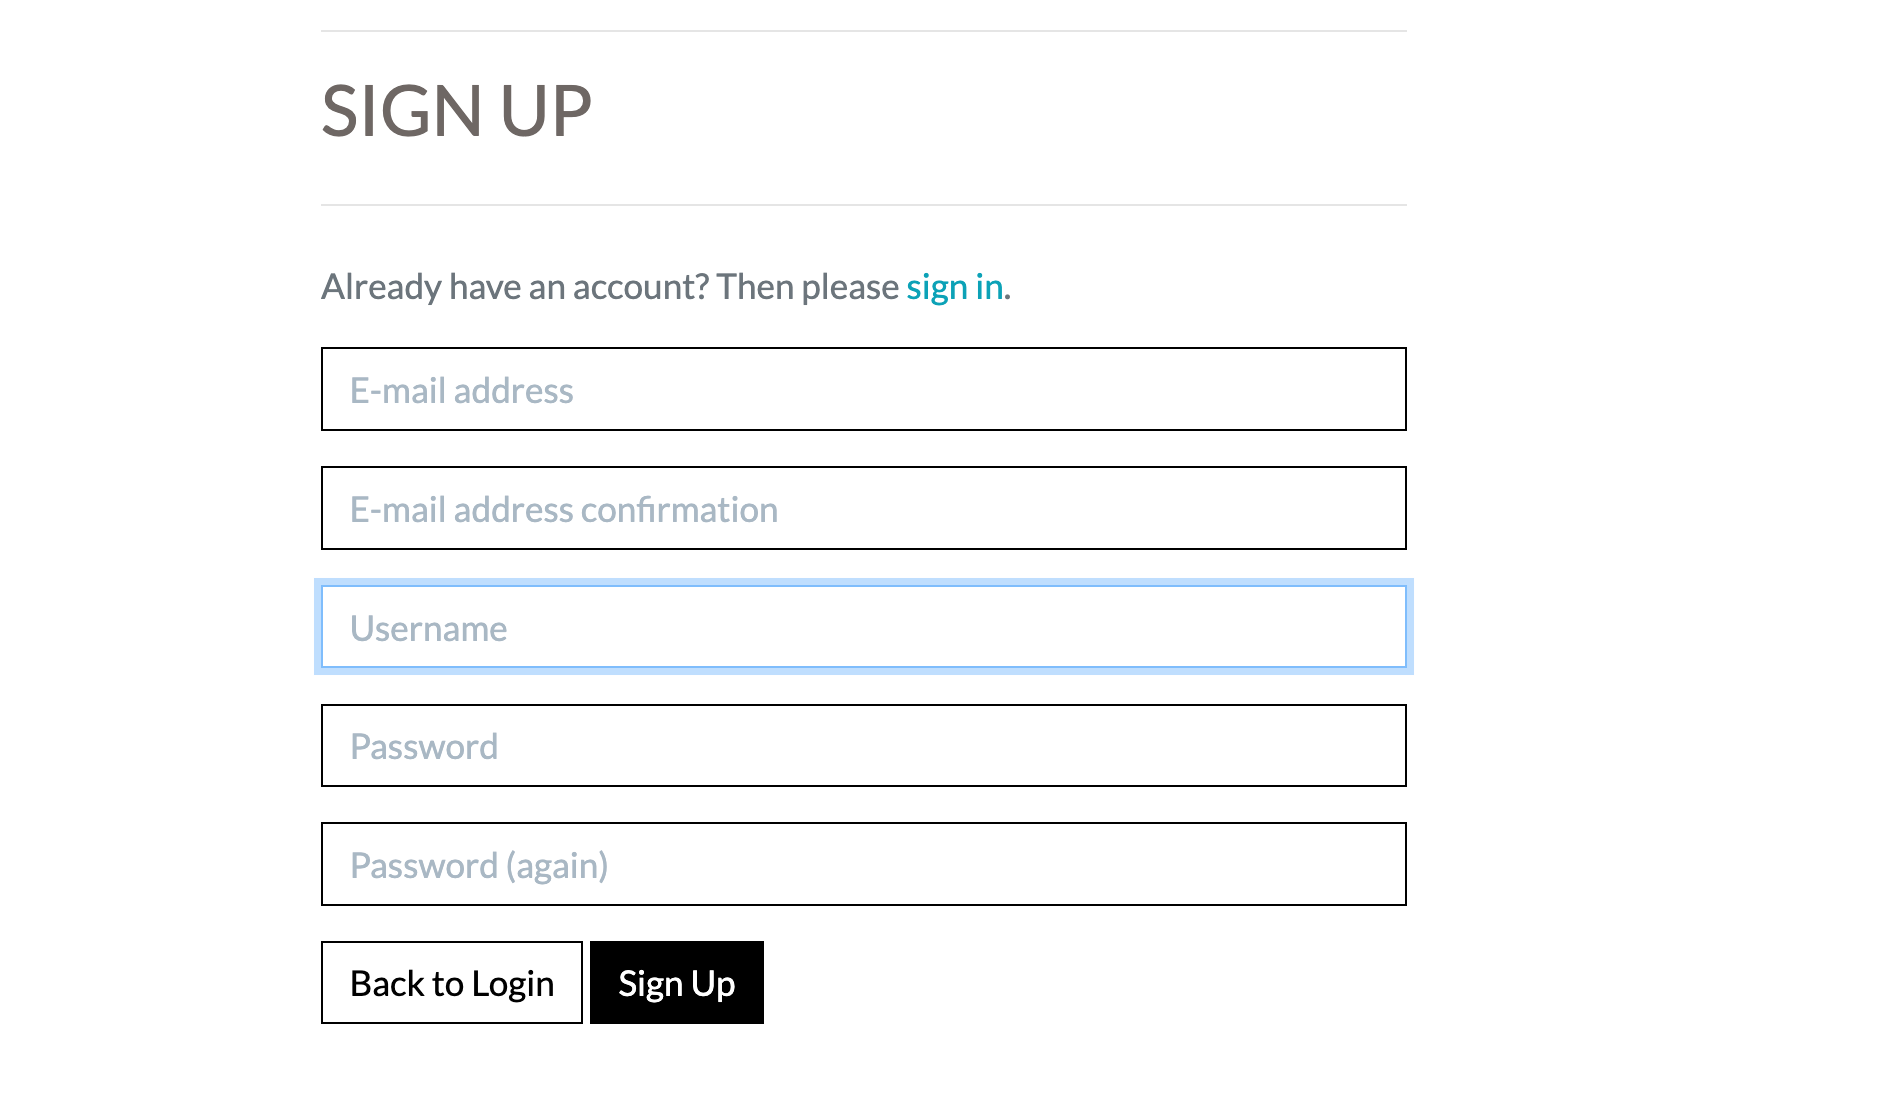 SIGN UP
Already have an account? Then please sign in.
E-mail address
E-mail address confirmation
Username
Password
Password (again)
Back to Login Sign Up